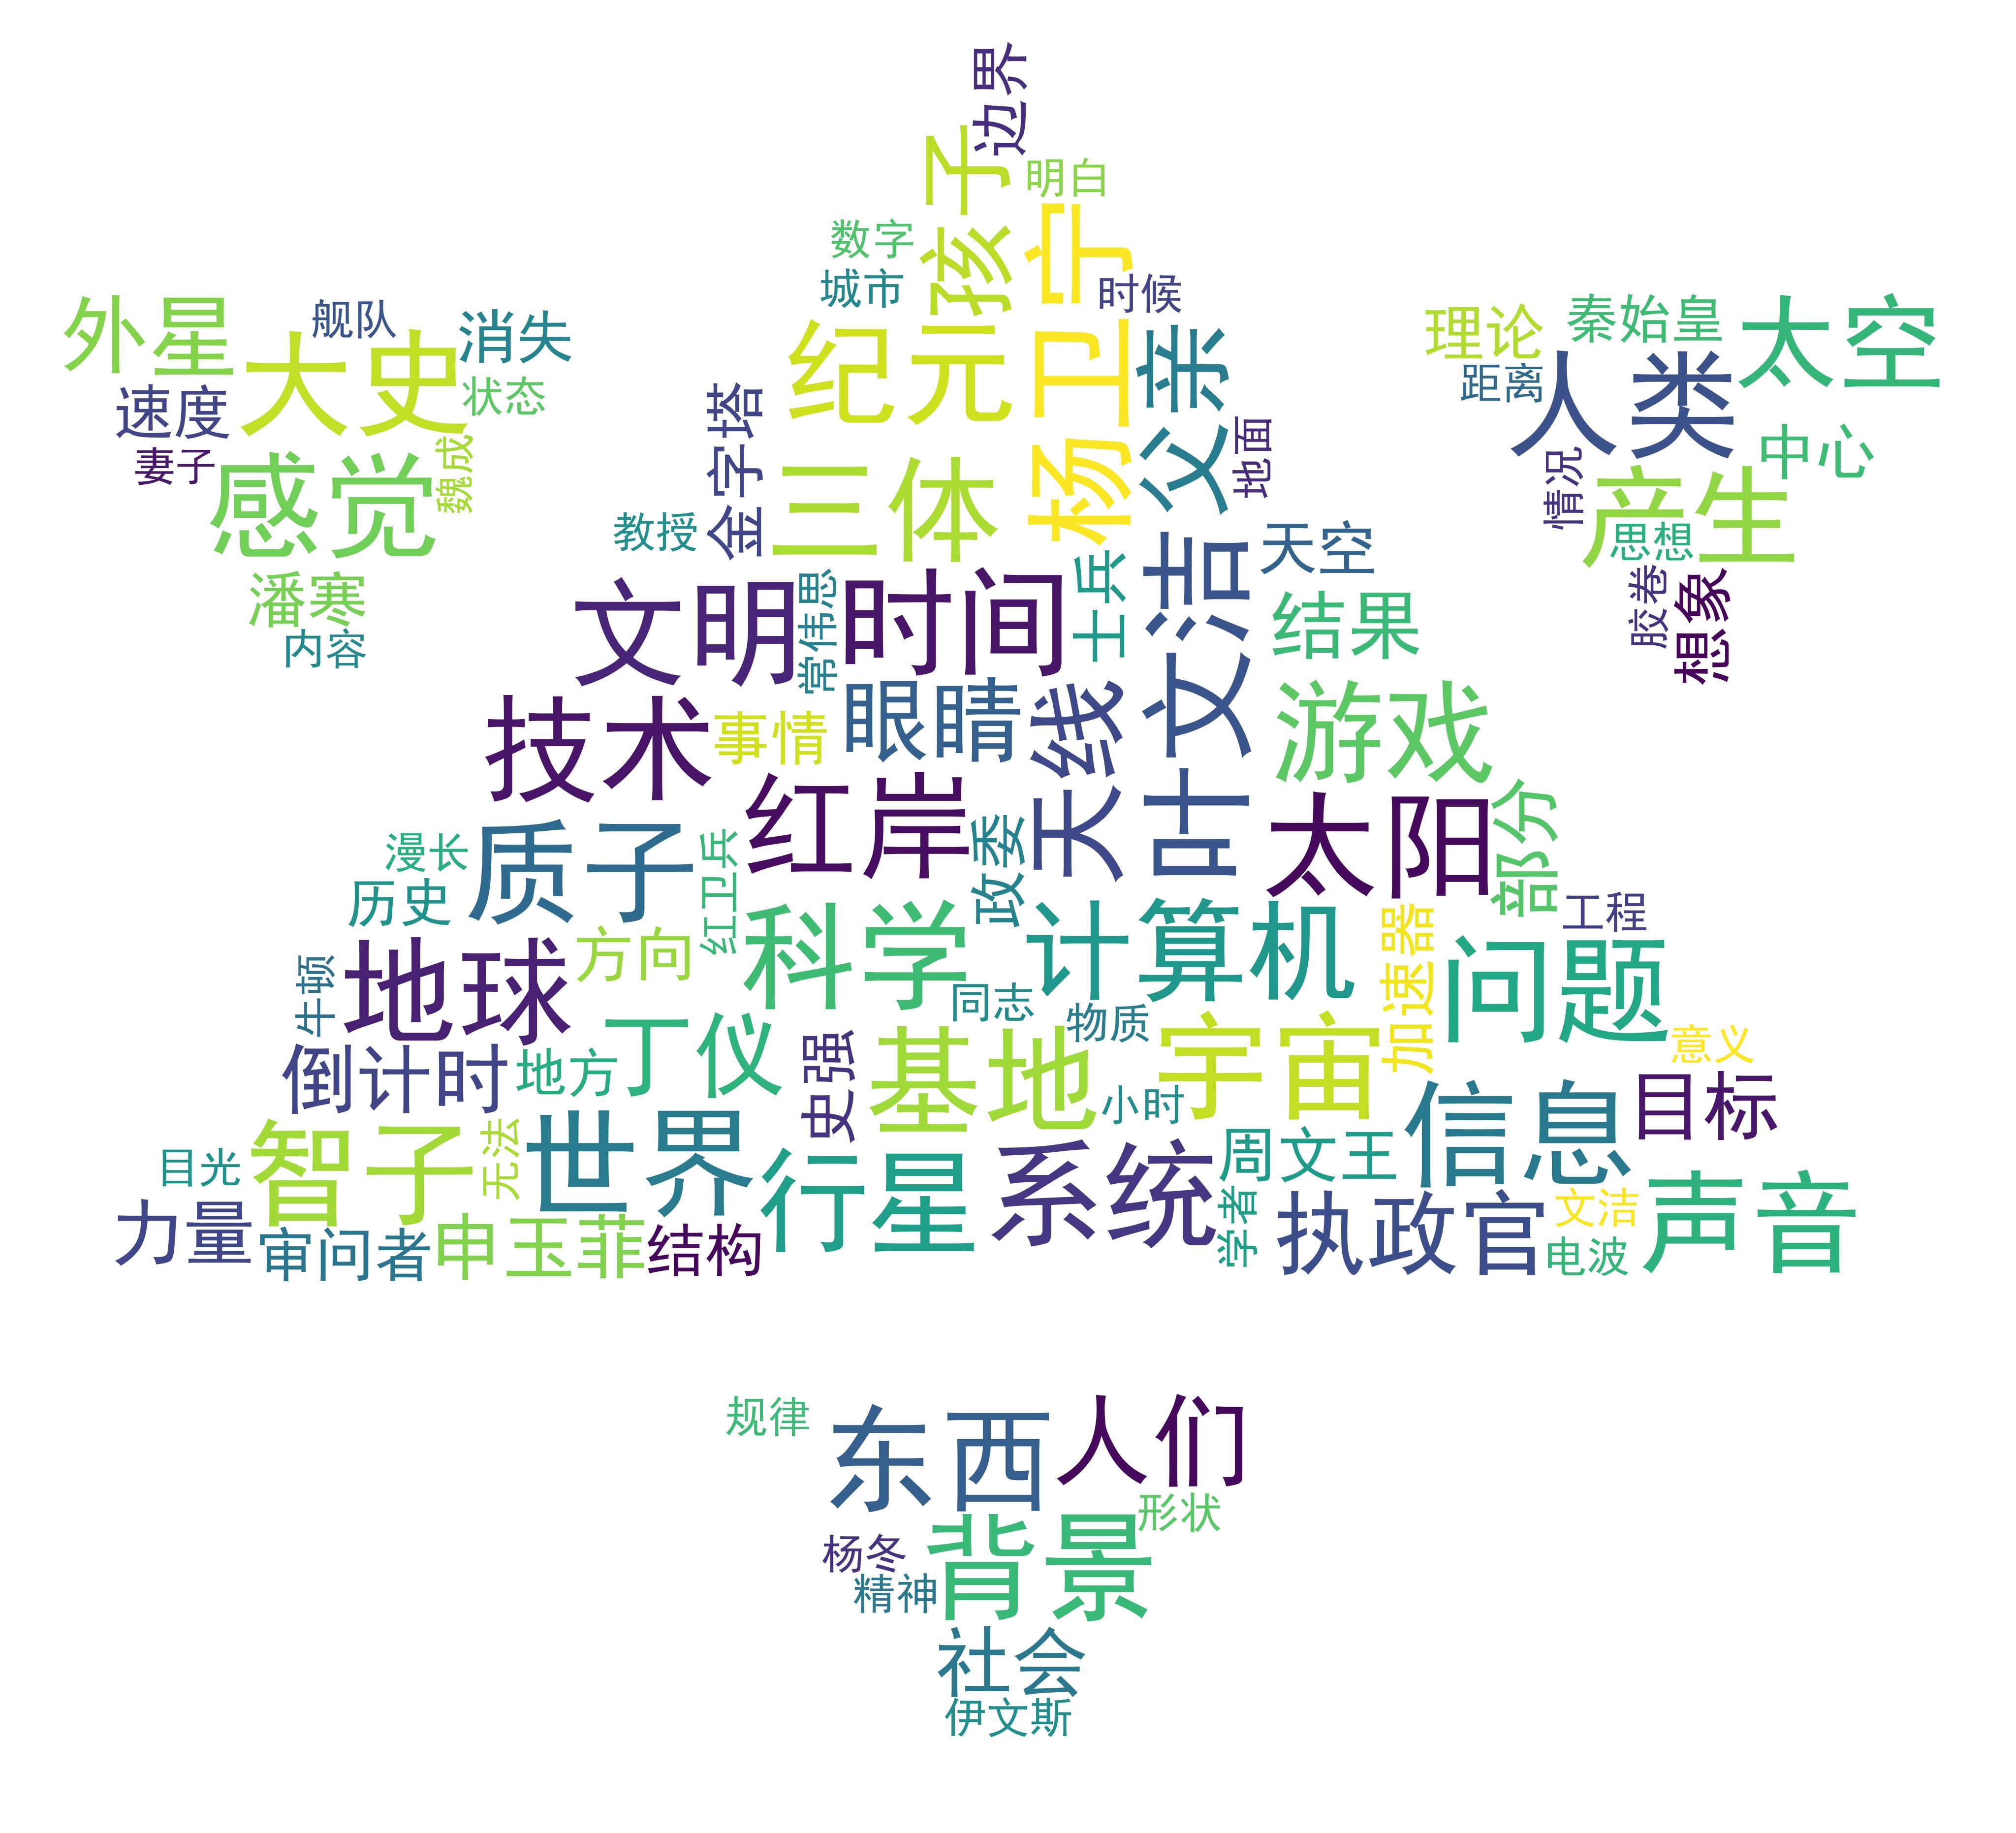 边界
孩子
明白
数字
城市
杨卫宁
时候
外星
舰队
消失
大史
状态
速度
妻子
感觉
魏成
潘寒
内容
纪元
父亲
金字塔
三体
地面
教授
理论
秦始皇
太空
距离
人类
中心
情况
产生
思想
胶卷
想象
天空
文明
常伟思
时间
士兵
叶文洁
结果
技术
事情
眼睛
天线
游戏
红岸
政委
太阳
部分
漫长
质子
红卫兵
历史
科学
计算机
加速器
工程
牛顿
地球
方向
同志
物质
问题
倒计时
地方
丁仪
史强
基地
小时
宇宙
意义
目标
目光
智子
无法
世界
行星
系统
周文王
信息
力量
审问者
申玉菲
结构
学者
执政官
文洁
电波
声音
规律
东西
人们
形状
杨冬
背景
精神
社会
伊文斯